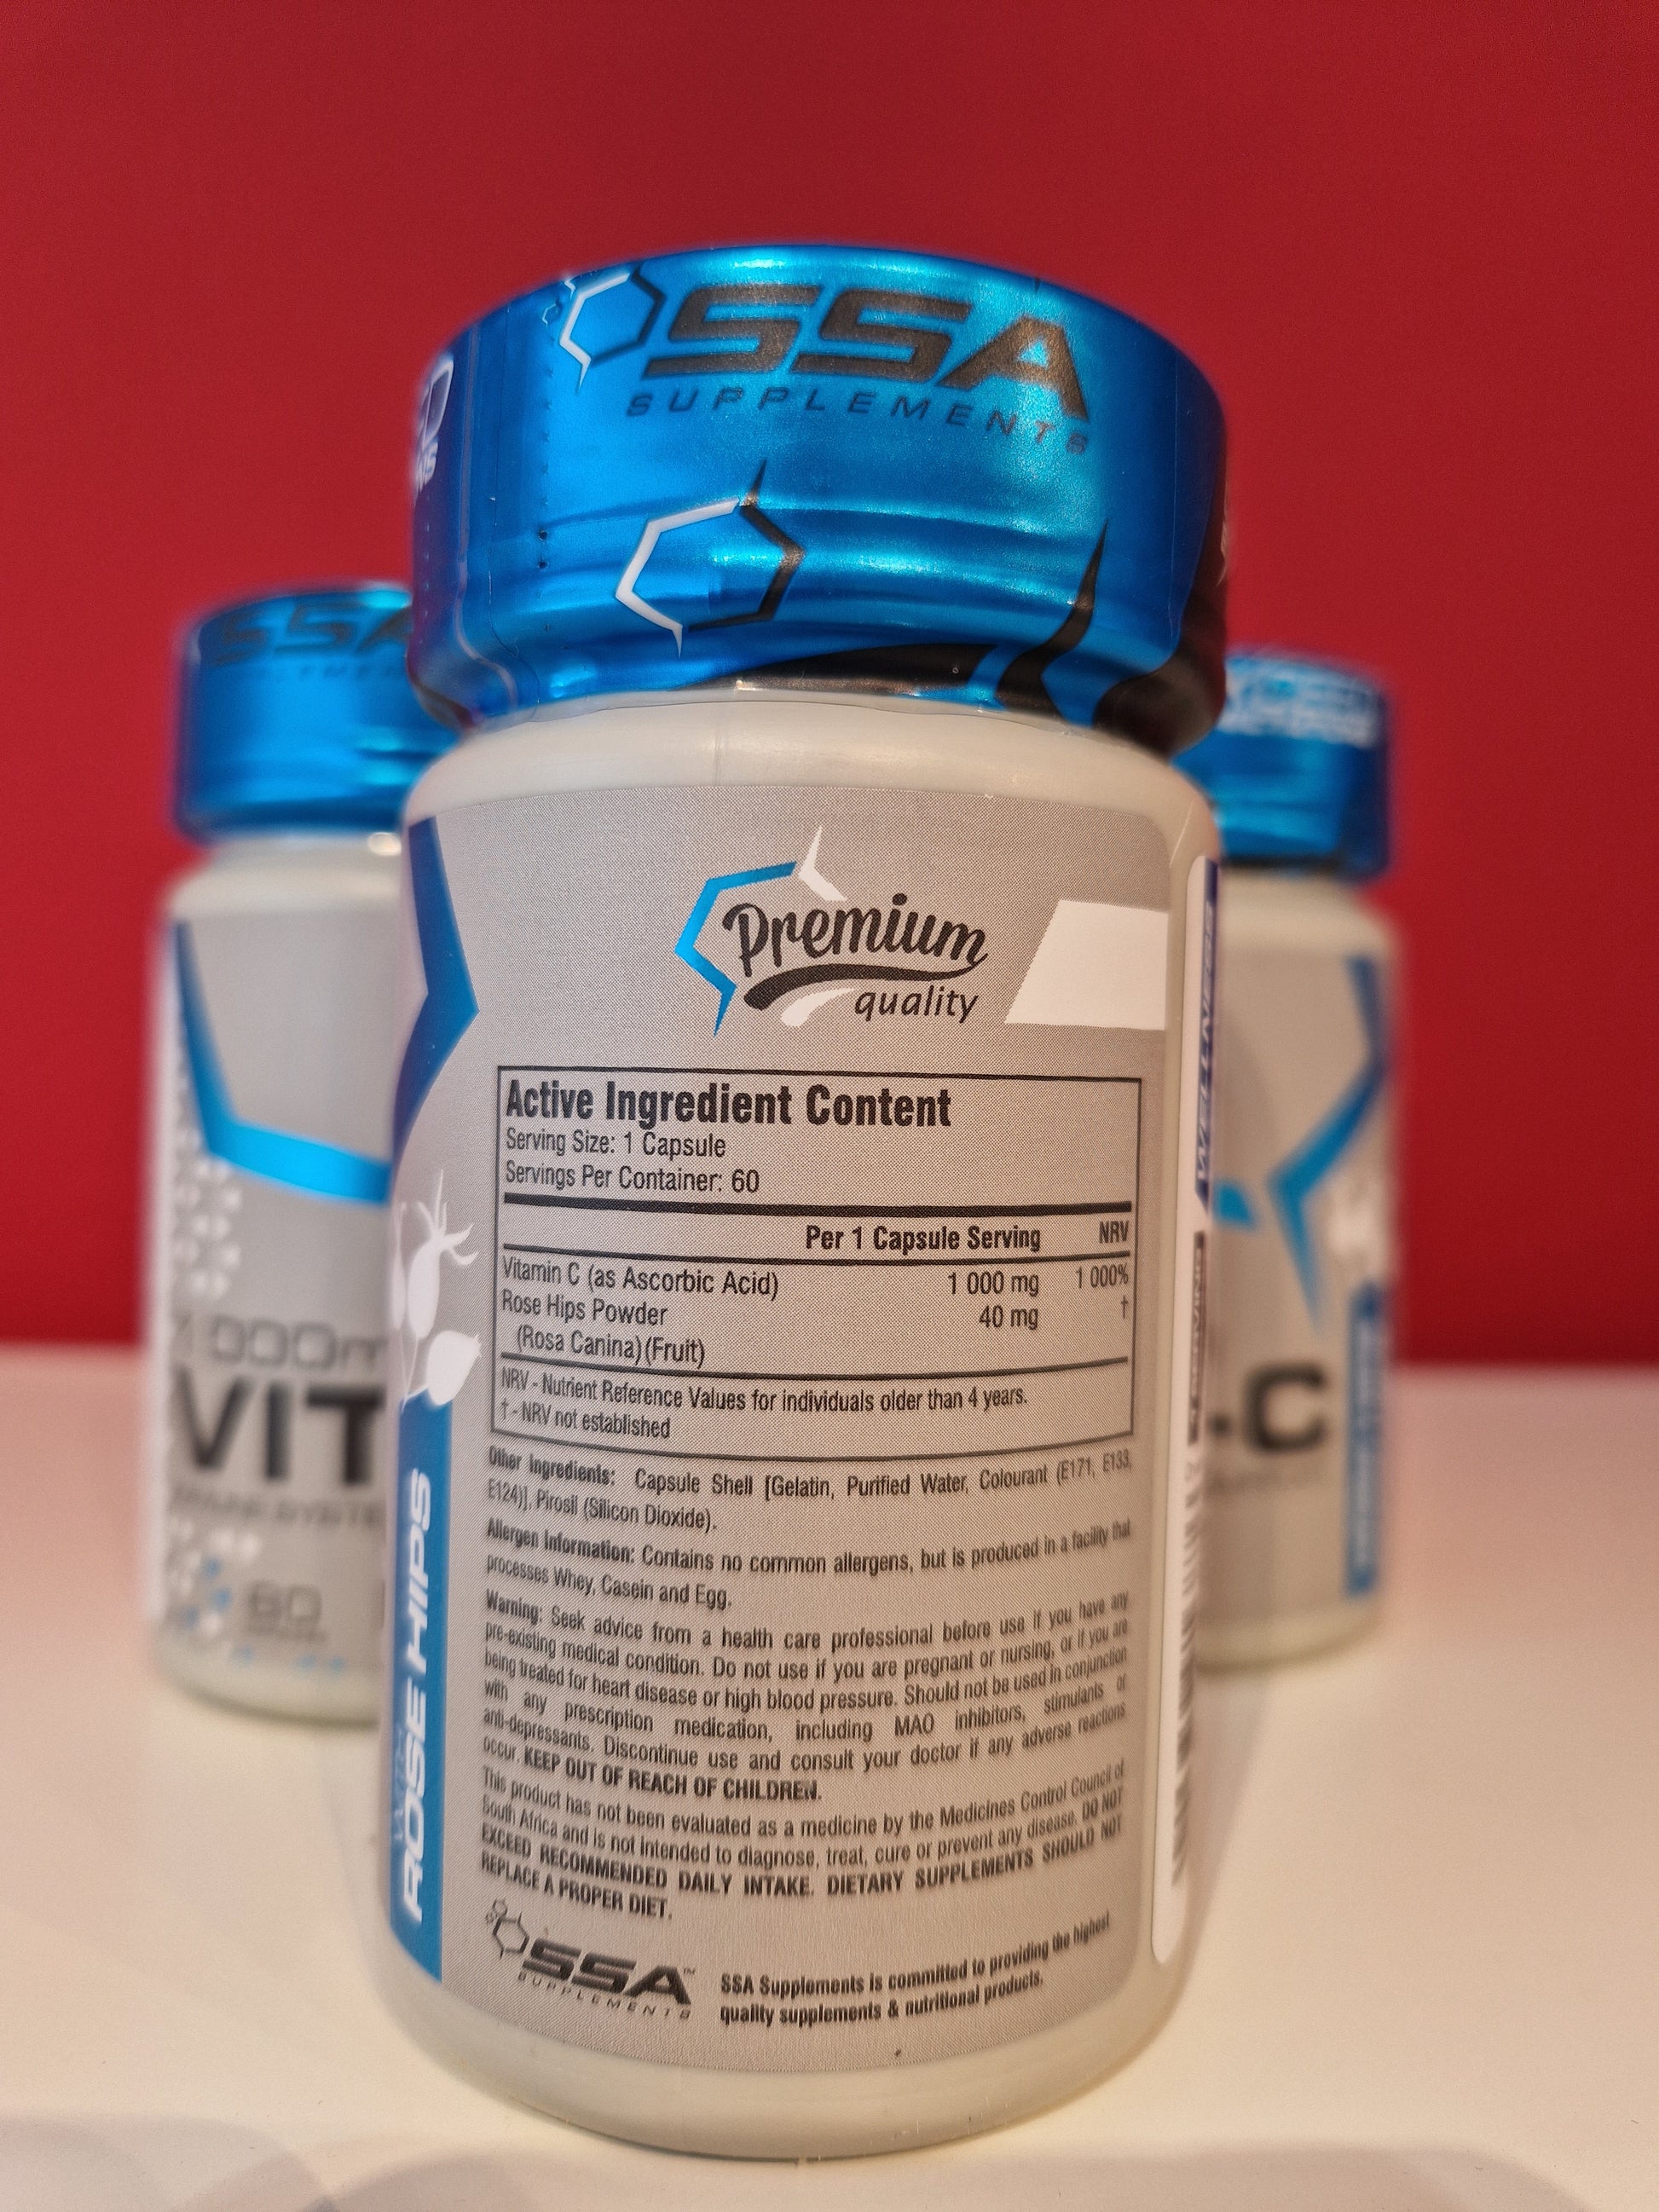 SSA
SUPPLEMENTS
SSA
Premium
quality
Active Ingredient Content
Serving Size: 1 Capsule
Servings Per Container: 60
Per 1 Capsule Serving NRV
Vitamin C (as Ascorbic Acid) 1 000 mg 1 000%
Rose Hips Powder 40 mg †
(Rosa Canina)(Fruit)
NRV - Nutrient Reference Values for individuals older than 4 years.
† - NRV not established
Other Ingredients: Capsule Shell [Gelatin, Purified Water, Colourant (E171, E133,
E124)], Pirosil (Silicon Dioxide).
Allergen Information: Contains no common allergens, but is produced in a facility that
processes Whey, Casein and Egg.
Warning: Seek advice from a health care professional before use if you have any
pre-existing medical condition. Do not use if you are pregnant or nursing, or if you are
being treated for heart disease or high blood pressure. Should not be used in conjunction
with any prescription medication, including MAO inhibitors, stimulants or
anti-depressants. Discontinue use and consult your doctor if any adverse reactions
occur. KEEP OUT OF REACH OF CHILDREN.
This product has not been evaluated as a medicine by the Medicines Control Council of
South Africa and is not intended to diagnose, treat, cure or prevent any disease. DO NOT
EXCEED RECOMMENDED DAILY INTAKE. DIETARY SUPPLEMENTS SHOULD NOT
REPLACE A PROPER DIET.
SSA™
SUPPLEMENTS
SSA Supplements is committed to providing the highest
quality supplements & nutritional products.
WITH
ROSE HIPS
1 000m
VIT
60
·C